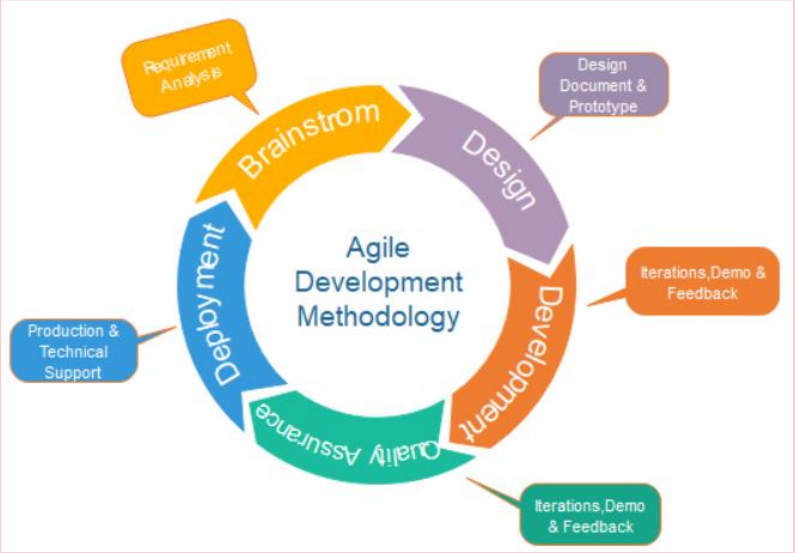 Requirement
Analysis
Brainstrom
Design
Document &
Prototype
Design
Agile
Development
Methodology
Iterations,Demo &
Feedback
Development
Deployment
Production &
Technical
Support
Quality Assurance
Iterations,Demo
& Feedback